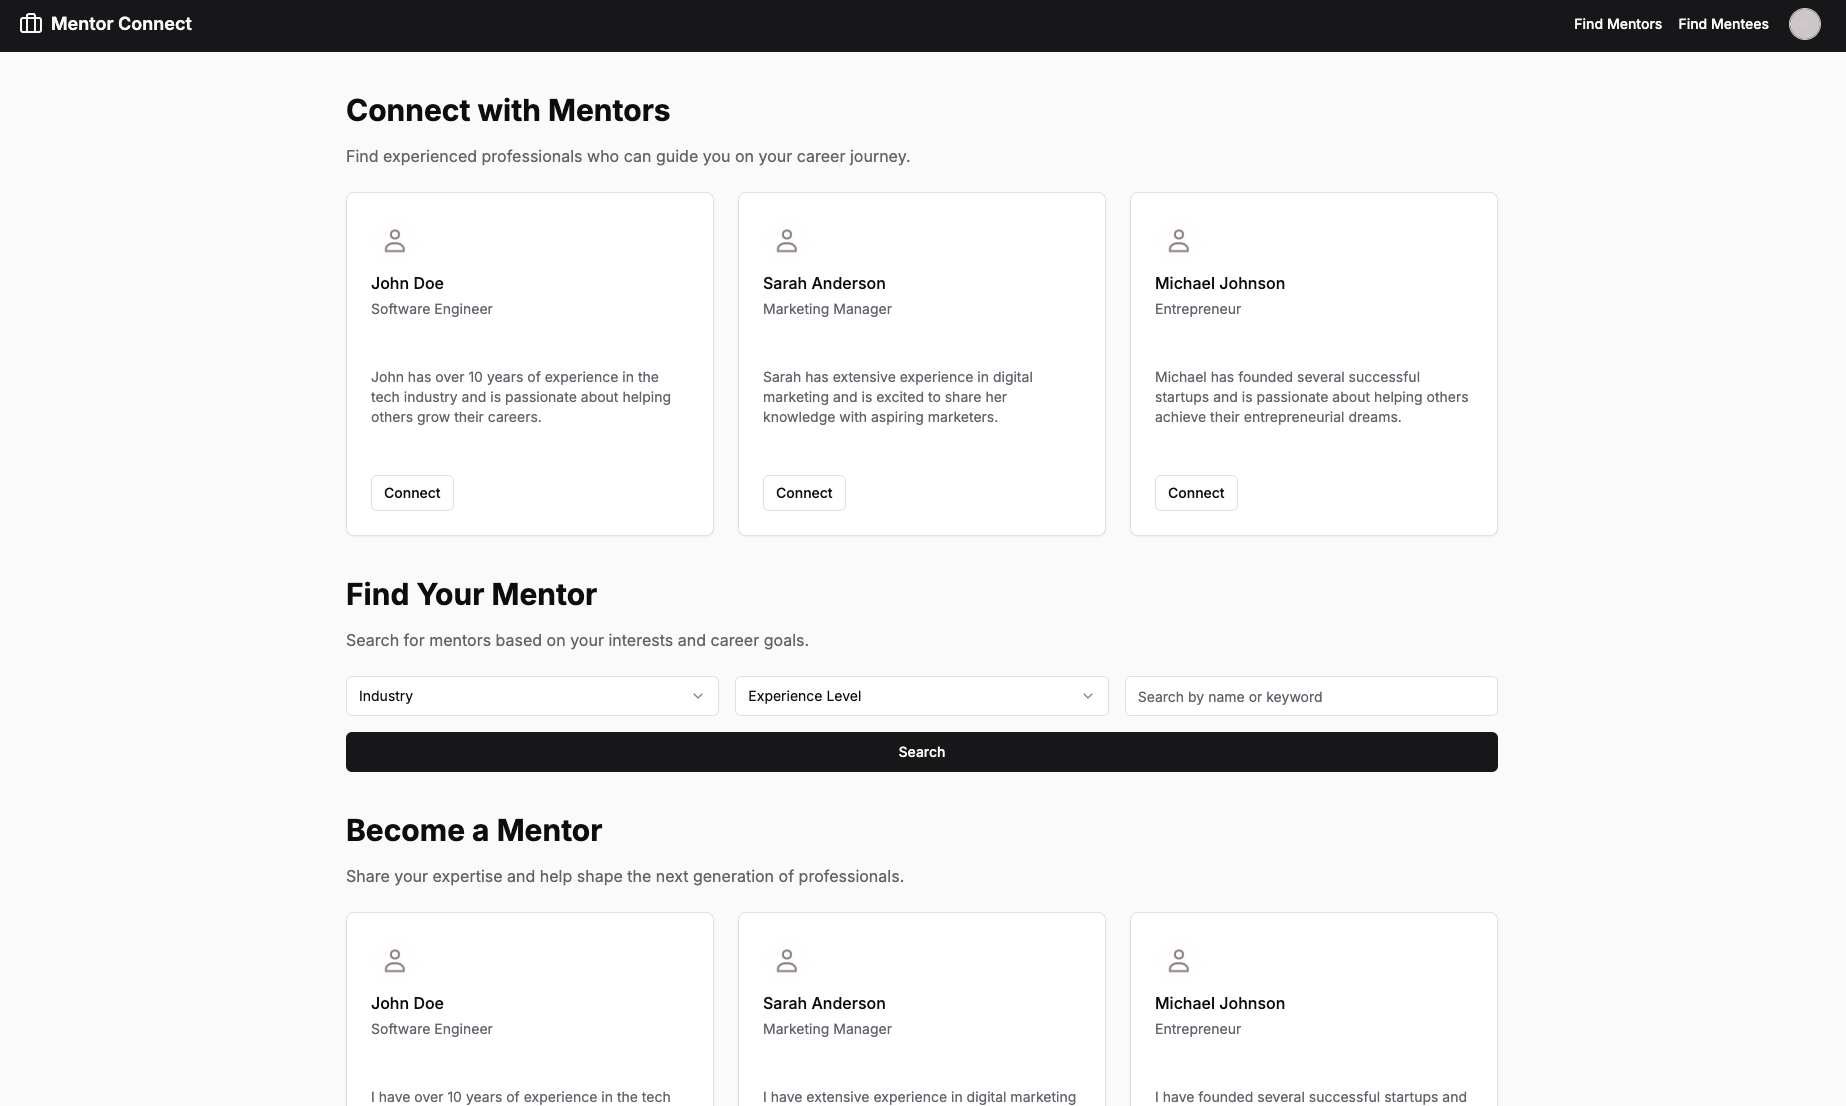 Mentor Connect
Find Mentors
Find Mentees
Connect with Mentors
Find experienced professionals who can guide you on your career journey.
John Doe
Software Engineer
John has over 10 years of experience in the
tech industry and is passionate about helping
others grow their careers.
Connect
Sarah Anderson
Marketing Manager
Sarah has extensive experience in digital
marketing and is excited to share her
knowledge with aspiring marketers.
Connect
Michael Johnson
Entrepreneur
Michael has founded several successful
startups and is passionate about helping others
achieve their entrepreneurial dreams.
Connect
Find Your Mentor
Search for mentors based on your interests and career goals.
Industry
Experience Level
Search by name or keyword
Search
Become a Mentor
Share your expertise and help shape the next generation of professionals.
John Doe
Software Engineer
I have over 10 years of experience in the tech
Sarah Anderson
Marketing Manager
I have extensive experience in digital marketing
Michael Johnson
Entrepreneur
I have founded several successful startups and